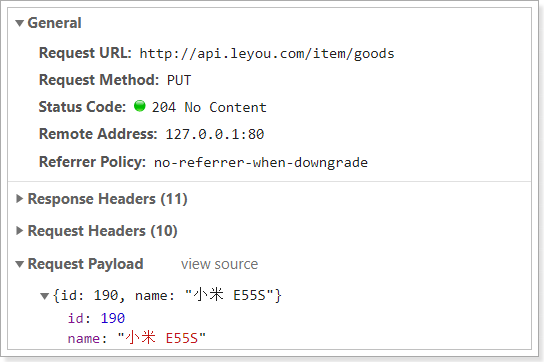 General
Request URL: http://api.leyou.com/item/goods
Request Method: PUT
Status Code: 204 No Content
Remote Address: 127.0.0.1:80
Referrer Policy: no-referrer-when-downgrade
Response Headers (11)
Request Headers (10)
Request Payload view source
{id: 190, name: "小米 E55S"}
id: 190
name: "小米 E55S"